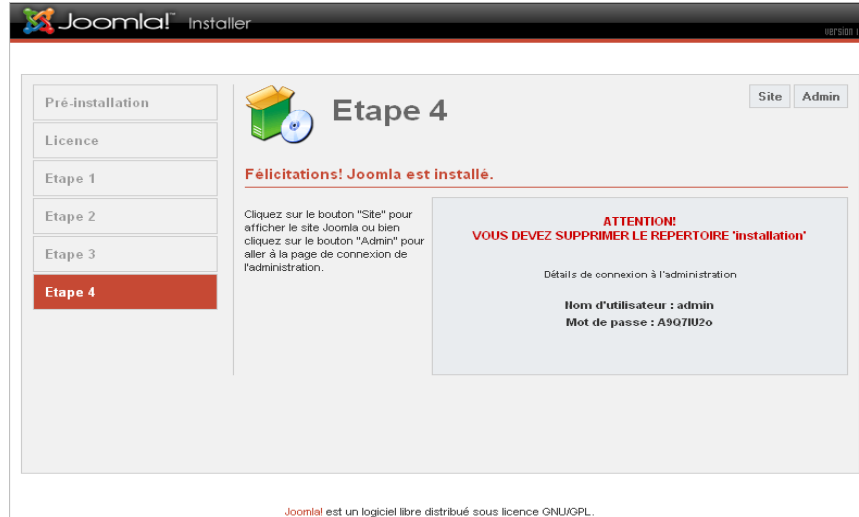 Joomla!™ Installer
version
Pré-installation
Licence
Etape 1
Etape 2
Etape 3
Etape 4
Etape 4
Site
Admin
Félicitations! Joomla est installé.
Cliquez sur le bouton "Site" pour
afficher le site Joomla ou bien
cliquez sur le bouton "Admin" pour
aller à la page de connexion de
l'administration.
ATTENTION!
VOUS DEVEZ SUPPRIMER LE REPERTOIRE 'installation'
Détails de connexion à l'administration
Nom d'utilisateur : admin
Mot de passe : A9Q7IU2o
Joomla! est un logiciel libre distribué sous licence GNU/GPL.